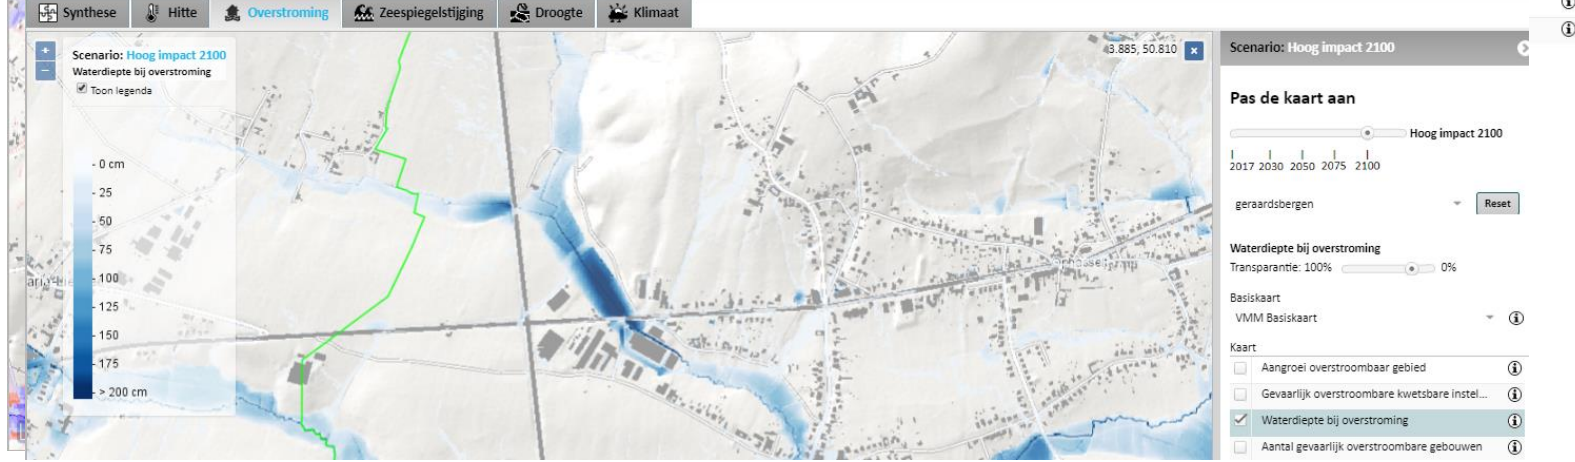 Synthese Hitte Overstroming Zeespiegelstijging Droogte Klimaat
+
−
Scenario: Hoog impact 2100
Waterdiepte bij overstroming
Toon legenda
- 0 cm
- 25
- 50
- 75
- 100
- 125
- 150
- 175
- > 200 cm
3.885, 50.810 x
Scenario: Hoog impact 2100
Pas de kaart aan
Hoog impact 2100
2017 2030 2050 2075 2100
geraardsbergen Reset
Waterdiepte bij overstroming
Transparantie: 100% 0%
Basiskaart
VMM Basiskaart
Kaart
Aangroei overstroombaar gebied
Gevaarlijk overstroombare kwetsbare instel...
Waterdiepte bij overstroming
Aantal gevaarlijk overstroombare gebouwen